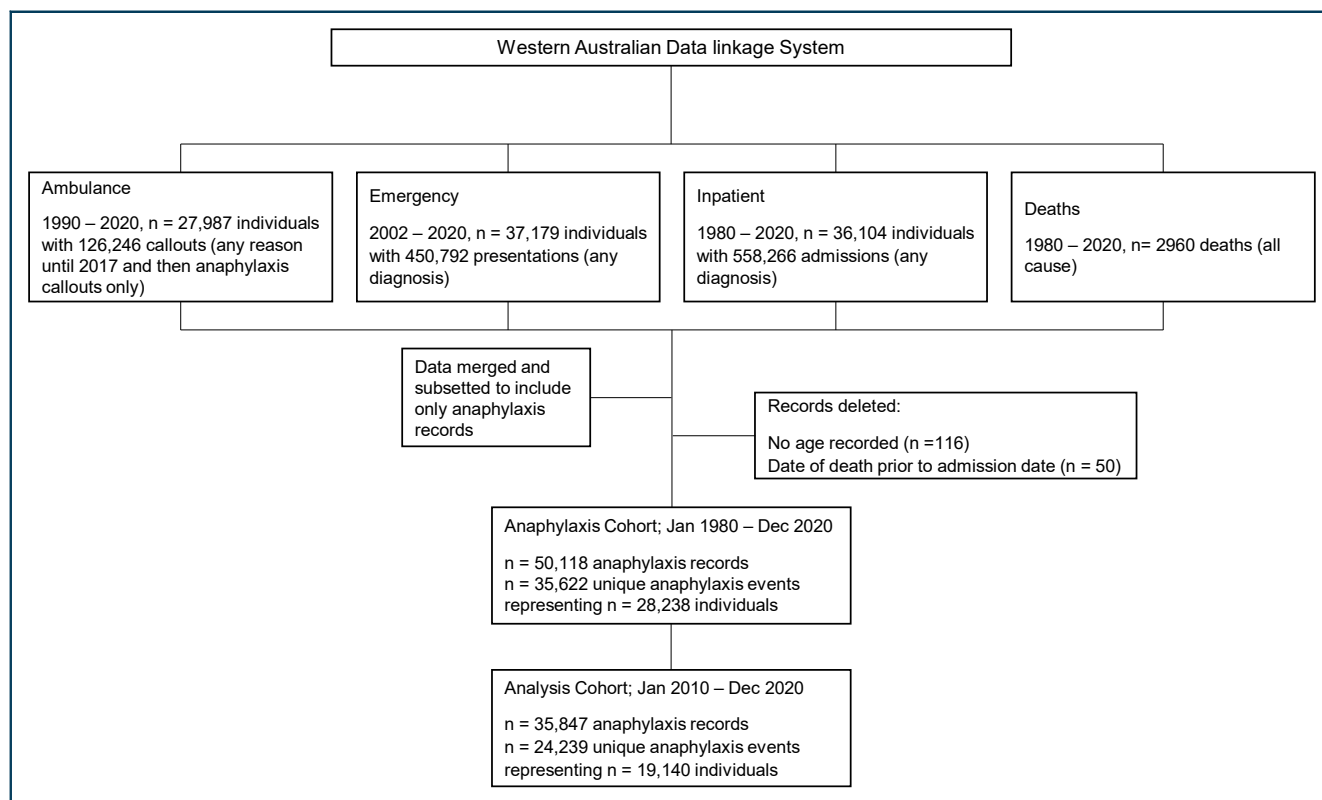 Western Australian Data linkage System
Ambulance
1990 – 2020, n = 27,987 individuals
with 126,246 callouts (any reason
until 2017 and then anaphylaxis
callouts only)
Emergency
2002 – 2020, n = 37,179 individuals
with 450,792 presentations (any
diagnosis)
Inpatient
1980 – 2020, n = 36,104 individuals
with 558,266 admissions (any
diagnosis)
Deaths
1980 – 2020, n= 2960 deaths (all
cause)
Data merged and
subsetted to include
only anaphylaxis
records
Records deleted:
No age recorded (n =116)
Date of death prior to admission date (n = 50)
Anaphylaxis Cohort; Jan 1980 – Dec 2020
n = 50,118 anaphylaxis records
n = 35,622 unique anaphylaxis events
representing n = 28,238 individuals
Analysis Cohort; Jan 2010 – Dec 2020
n = 35,847 anaphylaxis records
n = 24,239 unique anaphylaxis events
representing n = 19,140 individuals